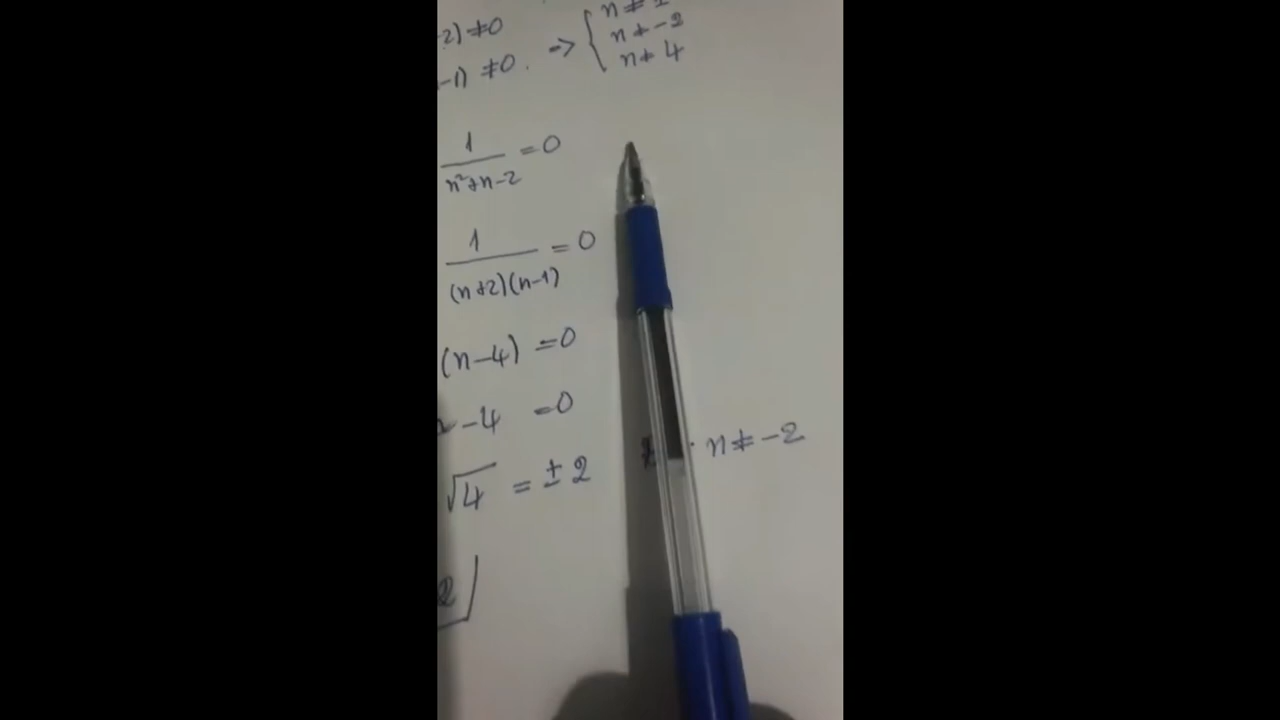 -2) ≠0
-1) ≠0. => { n ≠ 1
n ≠ -2
n ≠ 4
1/(n²+n-2) =0
1/((n+2)(n-1)) =0
(n-4) =0
-4 =0
√4 = ±2
n ≠ -2
2